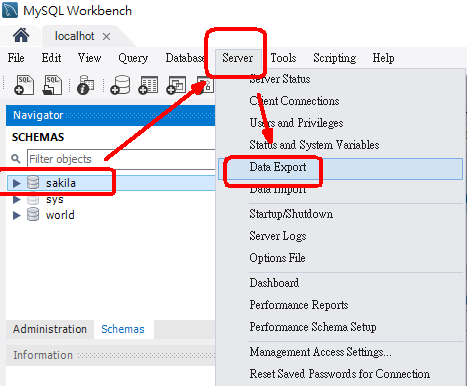 MySQL Workbench
localhot
File Edit View Query Database Server Tools Scripting Help
SQL SQL
Navigator
SCHEMAS
Filter objects
sakila
sys
world
Administration Schemas
Information
Server Status
Client Connections
Users and Privileges
Status and System Variables
Data Export
Data Import
Startup/Shutdown
Server Logs
Options File
Dashboard
Performance Reports
Performance Schema Setup
Management Access Settings...
Reset Saved Passwords for Connection